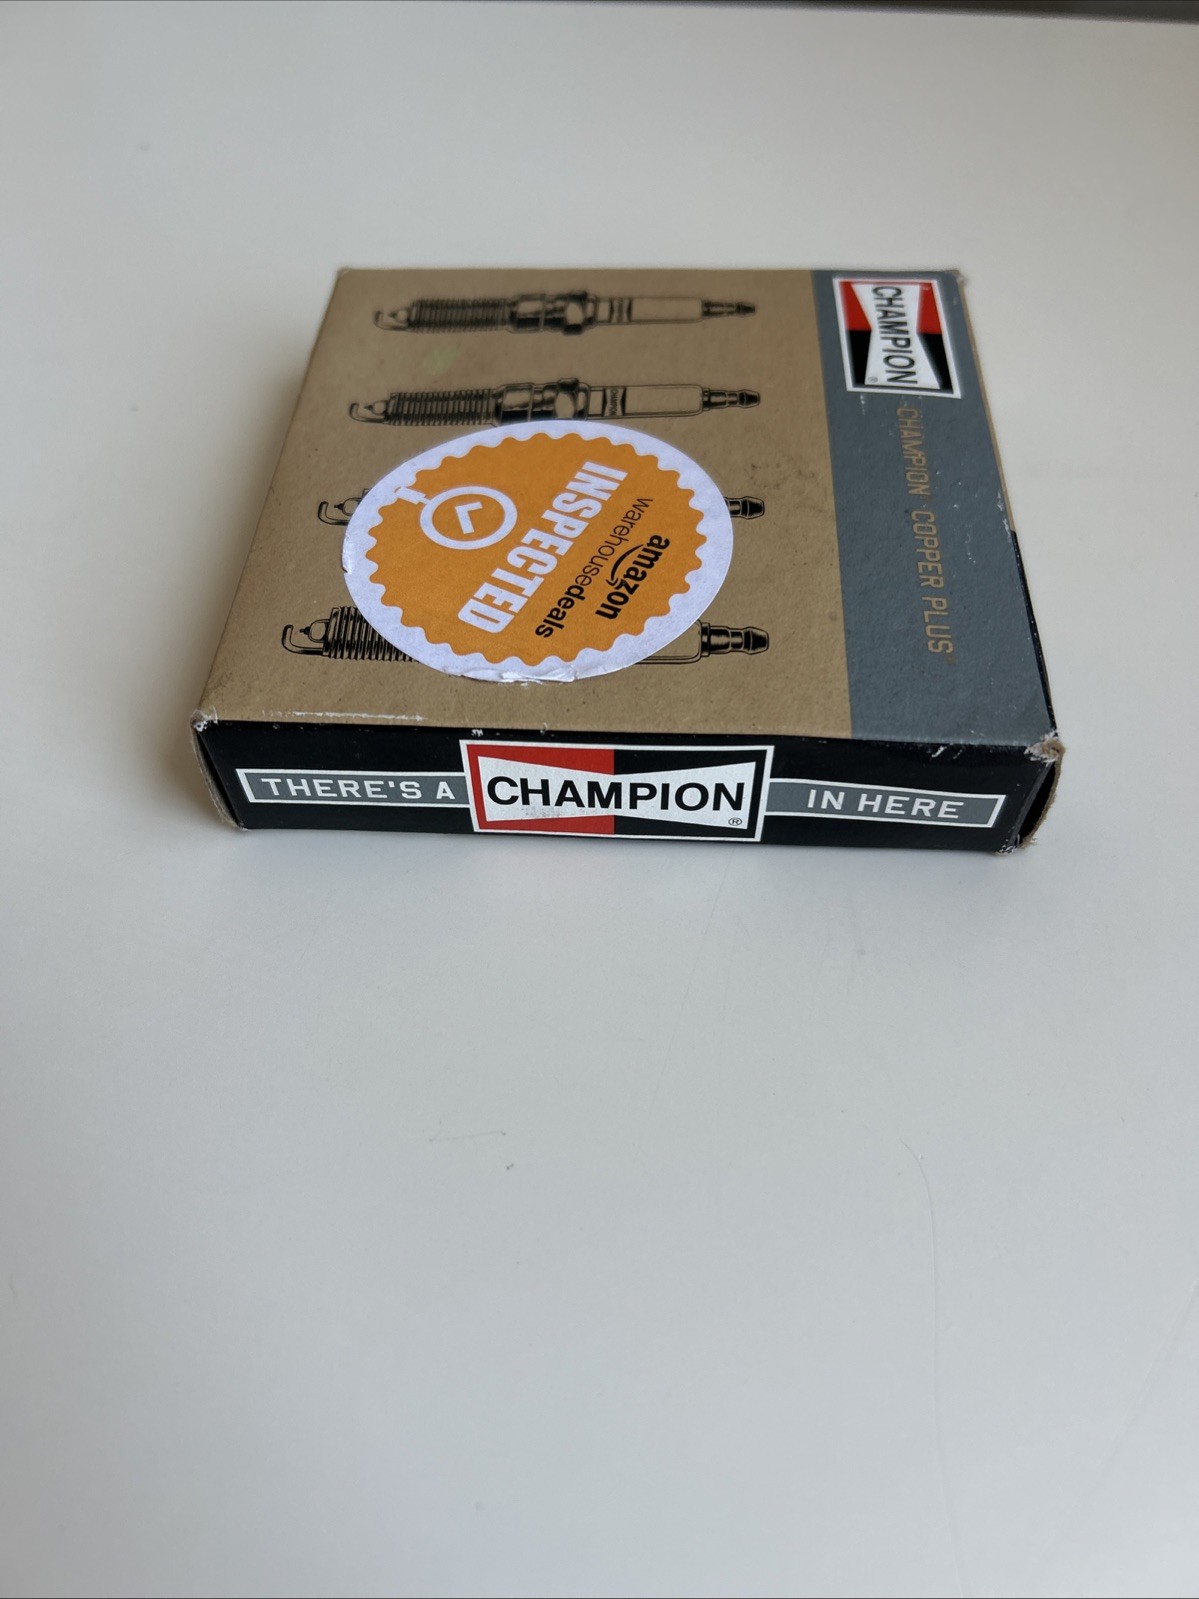 CHAMPION
CHAMPION COPPER PLUS
amazon
warehousedeals
INSPECTED
THERE'S A CHAMPION® IN HERE